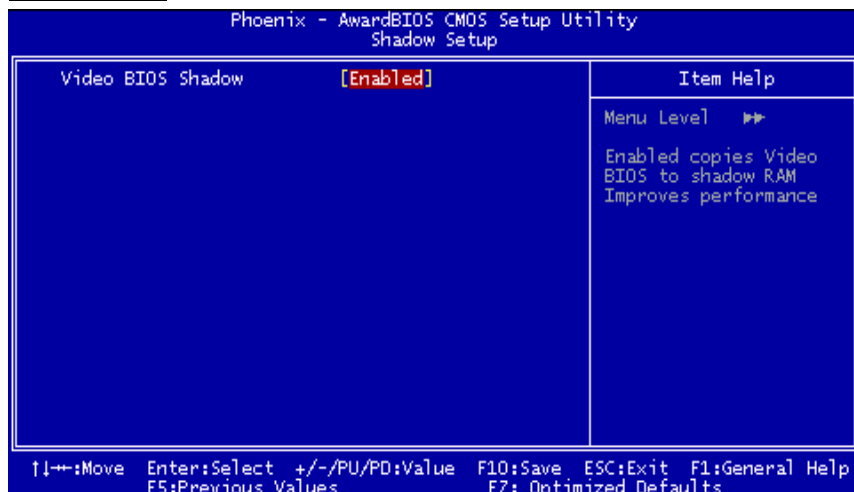 Phoenix - AwardBIOS CMOS Setup Utility
Shadow Setup
Video BIOS Shadow [Enabled]
Item Help
Menu Level ▶▶
Enabled copies Video
BIOS to shadow RAM
Improves performance
↑↓→←:Move Enter:Select +/-/PU/PD:Value F10:Save ESC:Exit F1:General Help
F5:Previous Values F7: Optimized Defaults